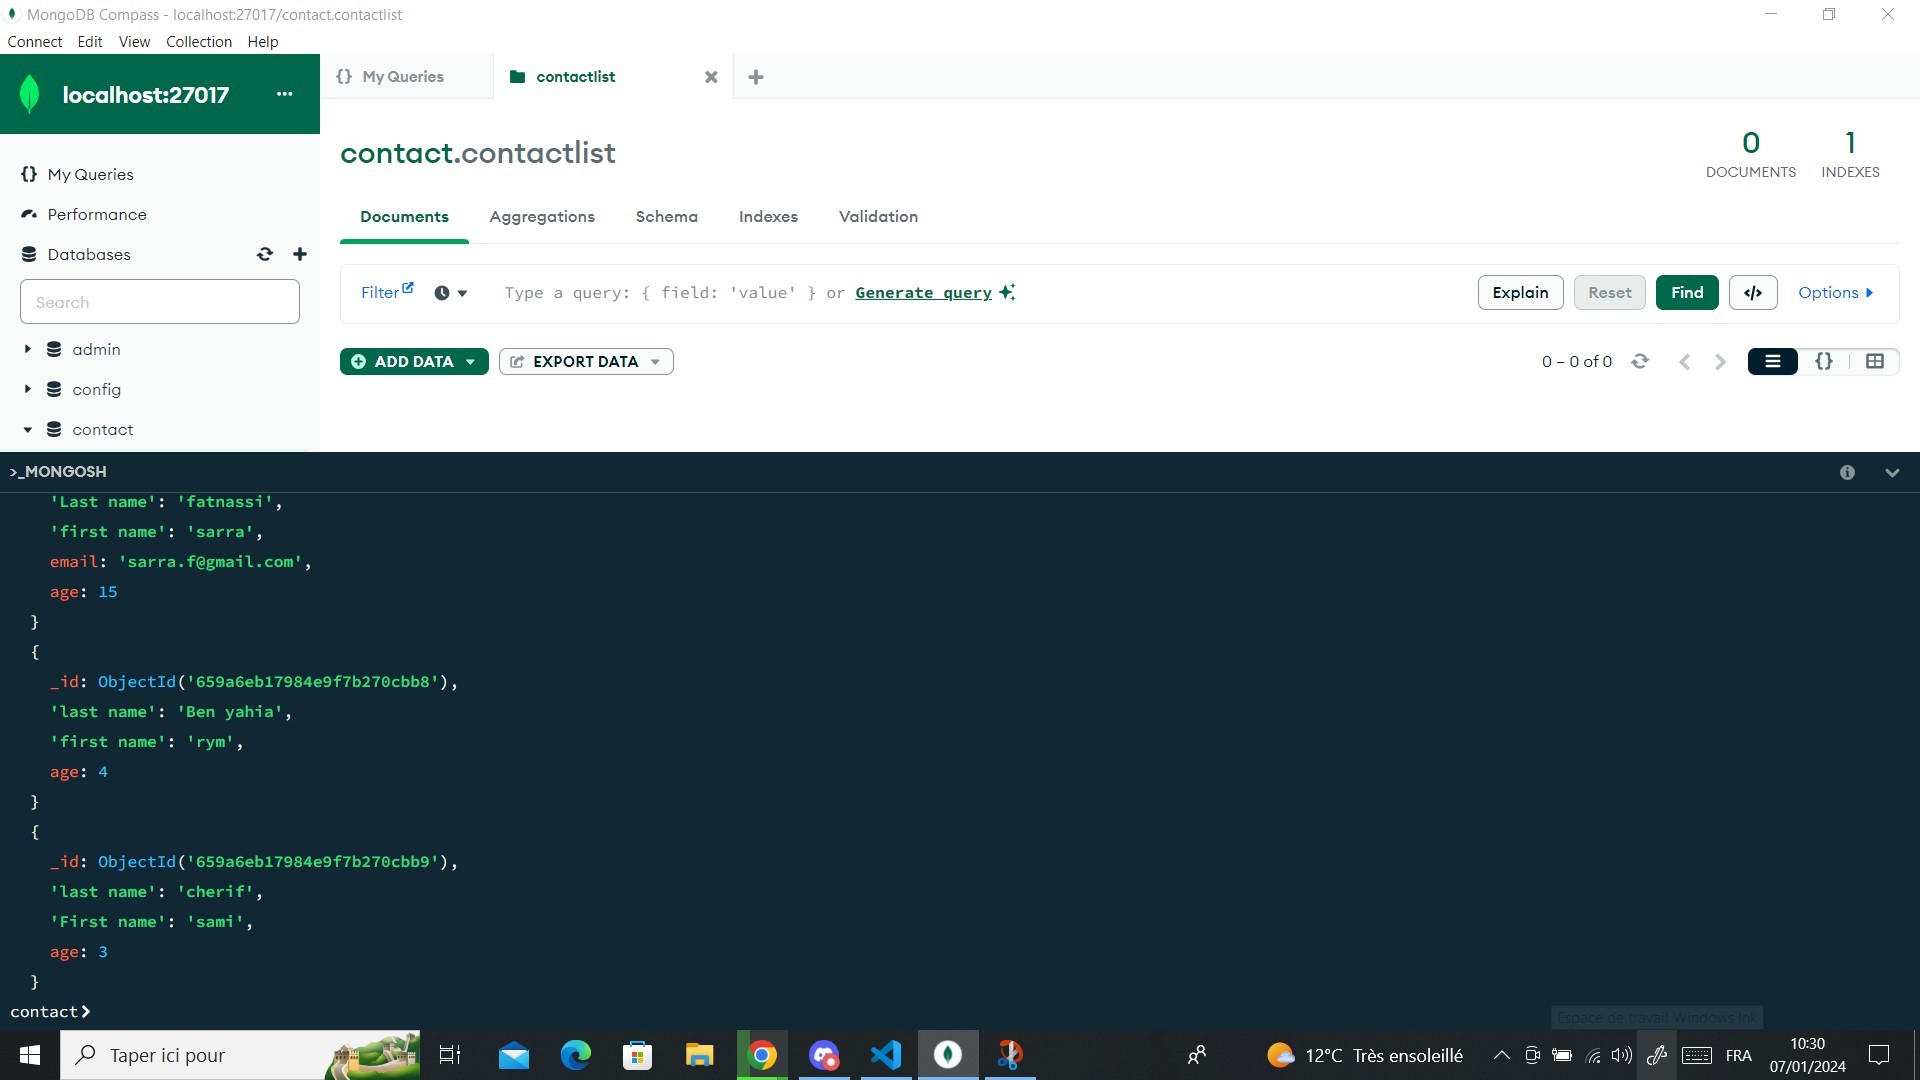 MongoDB Compass - localhost:27017/contact.contactlist
Connect Edit View Collection Help
localhost:27017 ...
{} My Queries
contactlist
contact.contactlist
0
DOCUMENTS
1
INDEXES
{} My Queries
Performance
Databases
Search
admin
config
contact
Documents Aggregations Schema Indexes Validation
Filter
Type a query: { field: 'value' } or Generate query
Explain Reset Find </> Options
ADD DATA EXPORT DATA
0 – 0 of 0
{}
>_MONGOSH
'Last name': 'fatnassi',
'first name': 'sarra',
email: 'sarra.f@gmail.com',
age: 15
}
{
_id: ObjectId('659a6eb17984e9f7b270cbb8'),
'last name': 'Ben yahia',
'first name': 'rym',
age: 4
}
{
_id: ObjectId('659a6eb17984e9f7b270cbb9'),
'last name': 'cherif',
'First name': 'sami',
age: 3
}
contact>
Espace de travail Windows Ink
Taper ici pour
12°C Très ensoleillé
FRA
10:30
07/01/2024